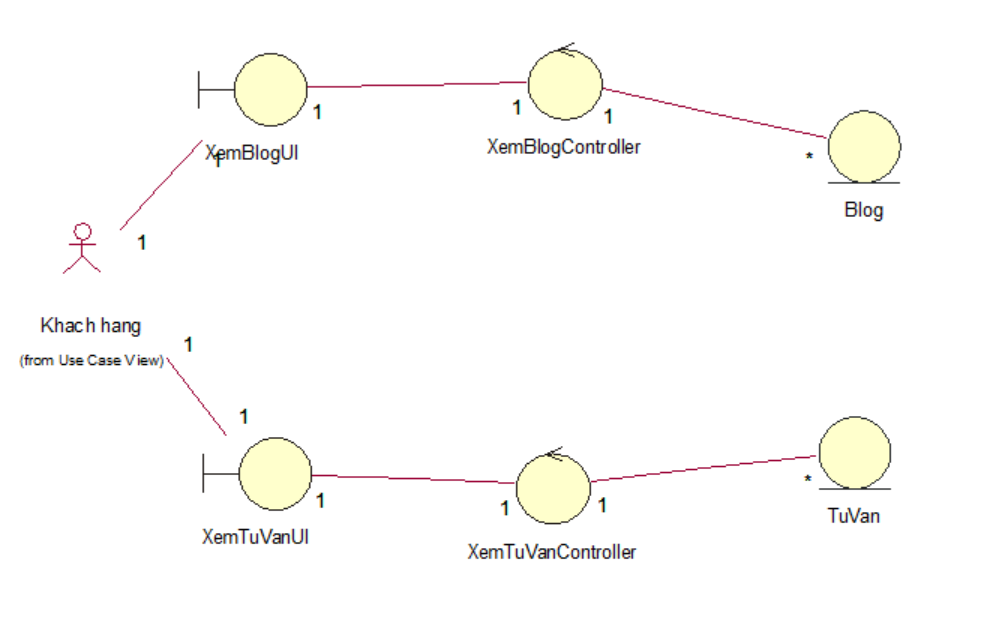 1
1
1
XemBlogController
XemBlogUI
1
*
Blog
1
Khach hang
1
(from Use Case View)
1
*
1
1
1
TuVan
XemTuVanUI
XemTuVanController